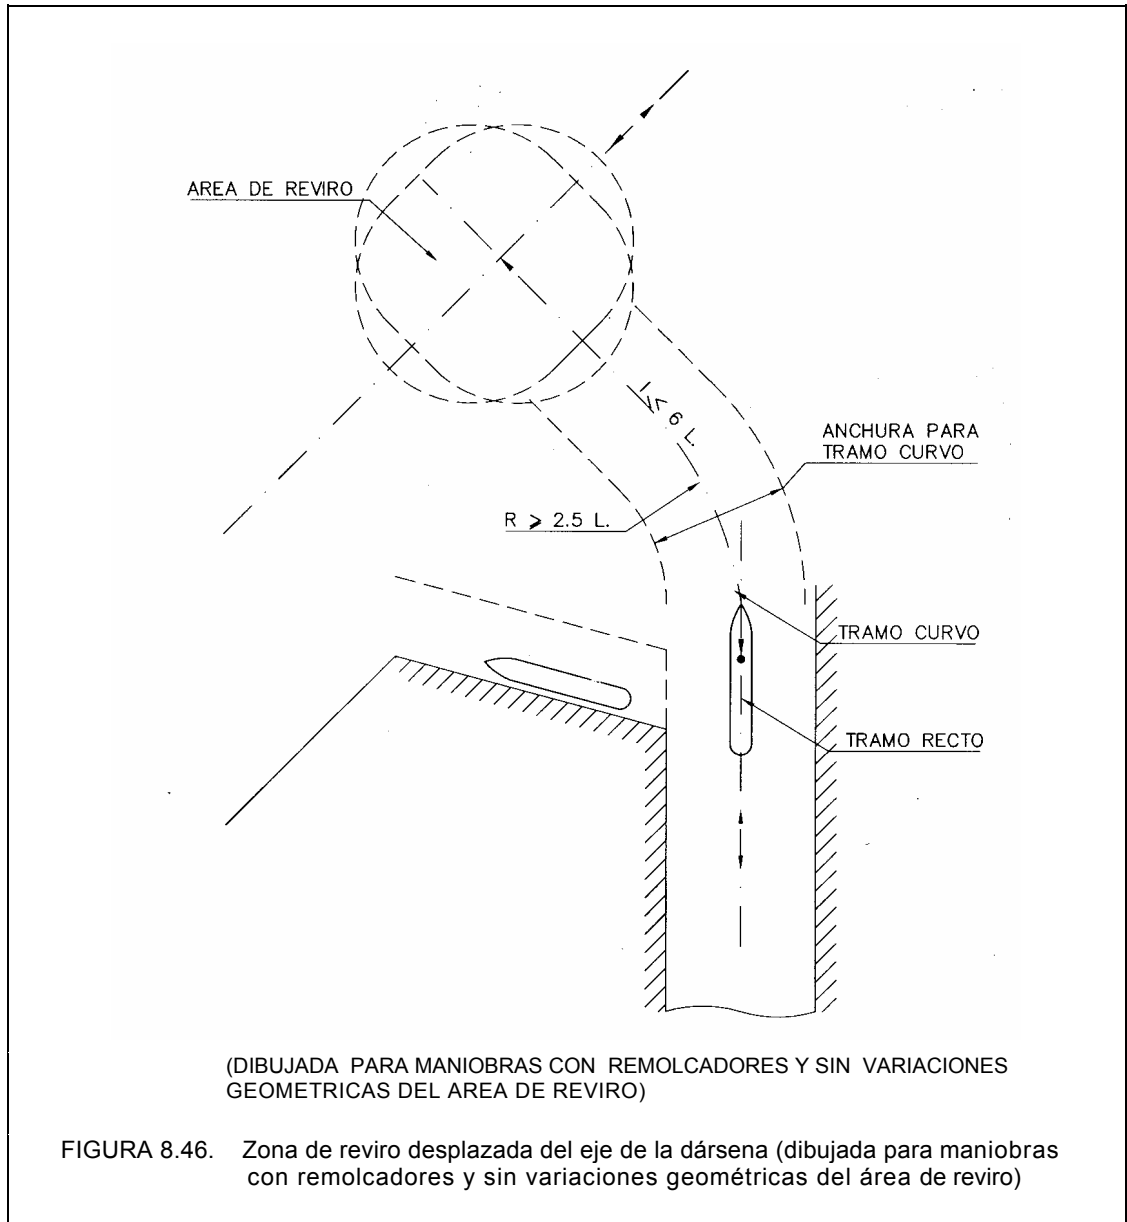 AREA DE REVIRO
l < 6 L.
ANCHURA PARA
TRAMO CURVO
R ⩾ 2.5 L.
TRAMO CURVO
TRAMO RECTO
(DIBUJADA PARA MANIOBRAS CON REMOLCADORES Y SIN VARIACIONES
GEOMETRICAS DEL AREA DE REVIRO)
FIGURA 8.46. Zona de reviro desplazada del eje de la dársena (dibujada para maniobras
con remolcadores y sin variaciones geométricas del área de reviro)